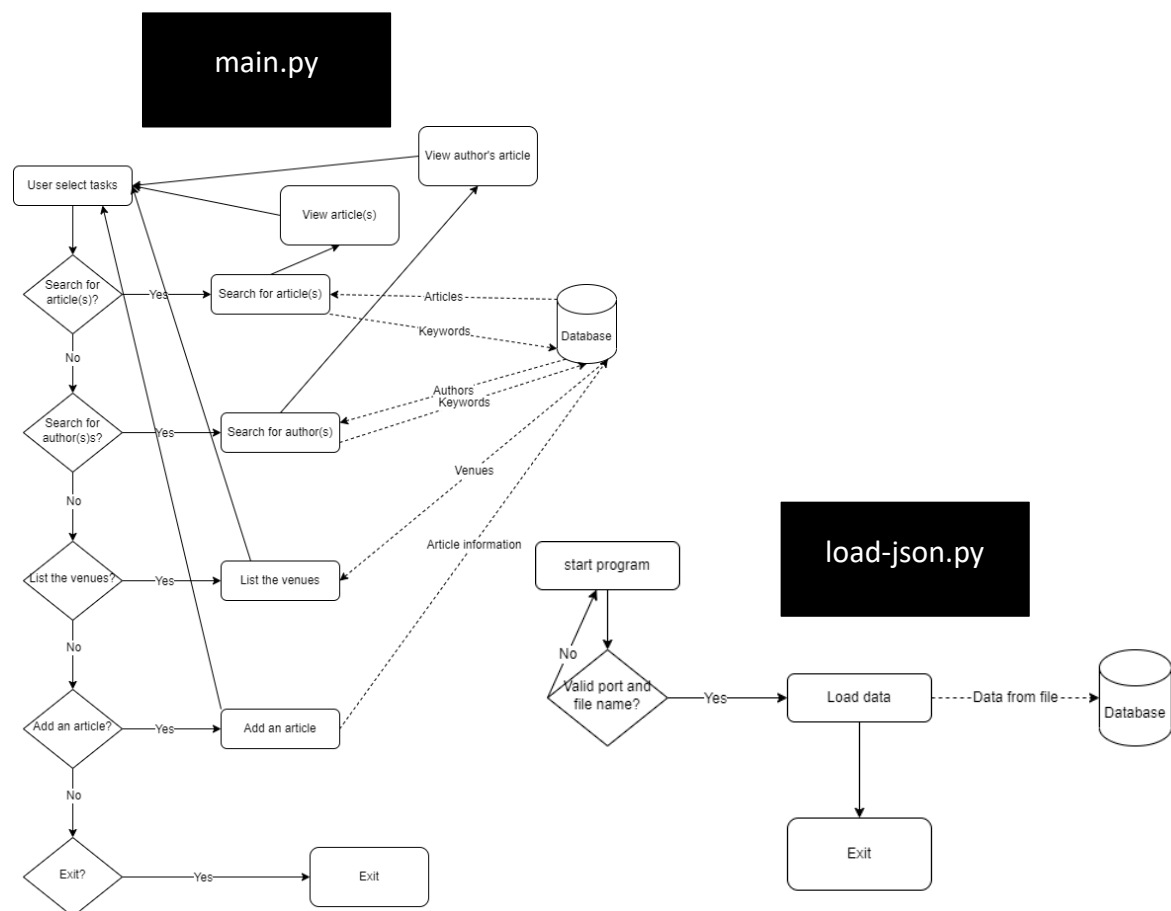 main.py
View author's article
User select tasks
View article(s)
Search for
article(s)?
Yes
Search for article(s)
Articles
Keywords
Database
No
Search for
author(s)s?
Yes
Search for author(s)
Authors
Keywords
No
Venues
List the venues?
Yes
List the venues
Article information
No
Add an article?
Yes
Add an article
No
Exit?
Yes
Exit
load-json.py
start program
No
Valid port and
file name?
Yes
Load data
Data from file
Database
Exit